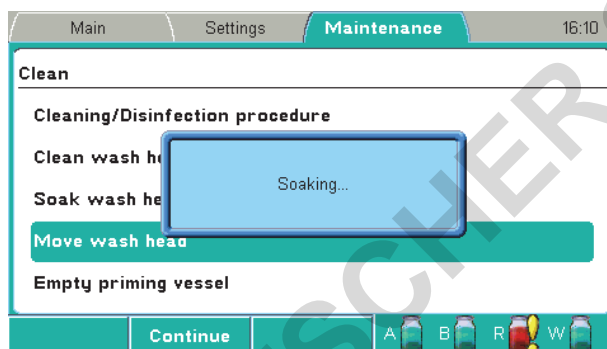 Main Settings Maintenance 16:10
Clean
Cleaning/Disinfection procedure
Clean wash
Soaking...
Soak wash
Move wash head
Empty priming vessel
Continue A B R W